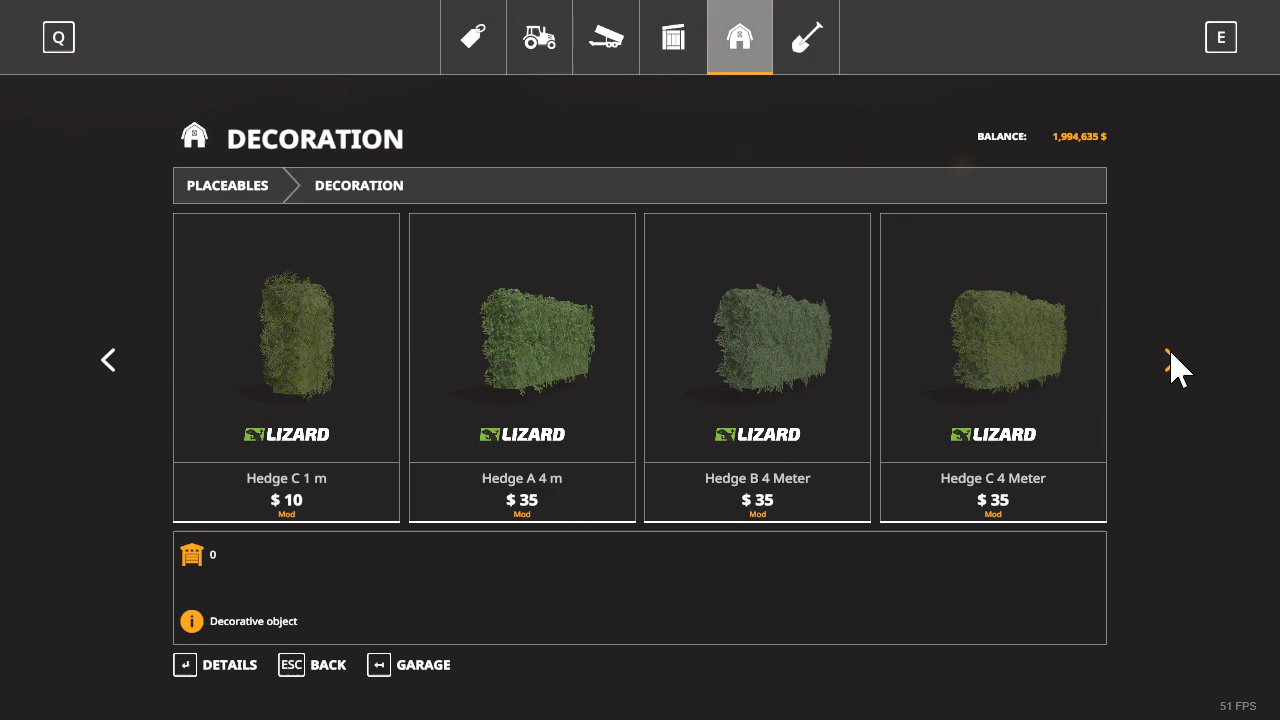 Q
E
DECORATION
BALANCE: 1,994,635 $
PLACEABLES DECORATION
LIZARD LIZARD LIZARD LIZARD
Hedge C 1 m Hedge A 4 m Hedge B 4 Meter Hedge C 4 Meter
$ 10 $ 35 $ 35 $ 35
Mod Mod Mod Mod
0
i Decorative object
DETAILS ESC BACK GARAGE
51 FPS